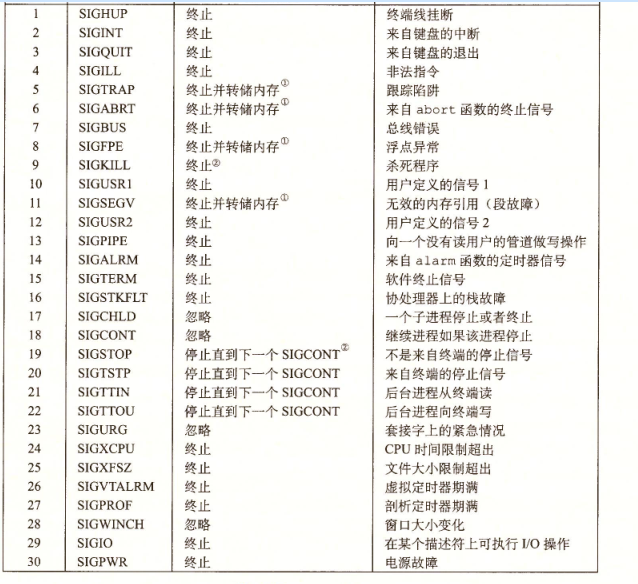 1 SIGHUP 终止 终端线挂断
2 SIGINT 终止 来自键盘的中断
3 SIGQUIT 终止 来自键盘的退出
4 SIGILL 终止 非法指令
5 SIGTRAP 终止并转储内存① 跟踪陷阱
6 SIGABRT 终止并转储内存① 来自 abort 函数的终止信号
7 SIGBUS 终止 总线错误
8 SIGFPE 终止并转储内存① 浮点异常
9 SIGKILL 终止② 杀死程序
10 SIGUSR1 终止 用户定义的信号 1
11 SIGSEGV 终止并转储内存① 无效的内存引用（段故障）
12 SIGUSR2 终止 用户定义的信号 2
13 SIGPIPE 终止 向一个没有读用户的管道做写操作
14 SIGALRM 终止 来自 alarm 函数的定时器信号
15 SIGTERM 终止 软件终止信号
16 SIGSTKFLT 终止 协处理器上的栈故障
17 SIGCHLD 忽略 一个子进程停止或者终止
18 SIGCONT 忽略 继续进程如果该进程停止
19 SIGSTOP 停止直到下一个 SIGCONT② 不是来自终端的停止信号
20 SIGTSTP 停止直到下一个 SIGCONT 来自终端的停止信号
21 SIGTTIN 停止直到下一个 SIGCONT 后台进程从终端读
22 SIGTTOU 停止直到下一个 SIGCONT 后台进程向终端写
23 SIGURG 忽略 套接字上的紧急情况
24 SIGXCPU 终止 CPU 时间限制超出
25 SIGXFSZ 终止 文件大小限制超出
26 SIGVTALRM 终止 虚拟定时器期满
27 SIGPROF 终止 剖析定时器期满
28 SIGWINCH 忽略 窗口大小变化
29 SIGIO 终止 在某个描述符上可执行 I/O 操作
30 SIGPWR 终止 电源故障